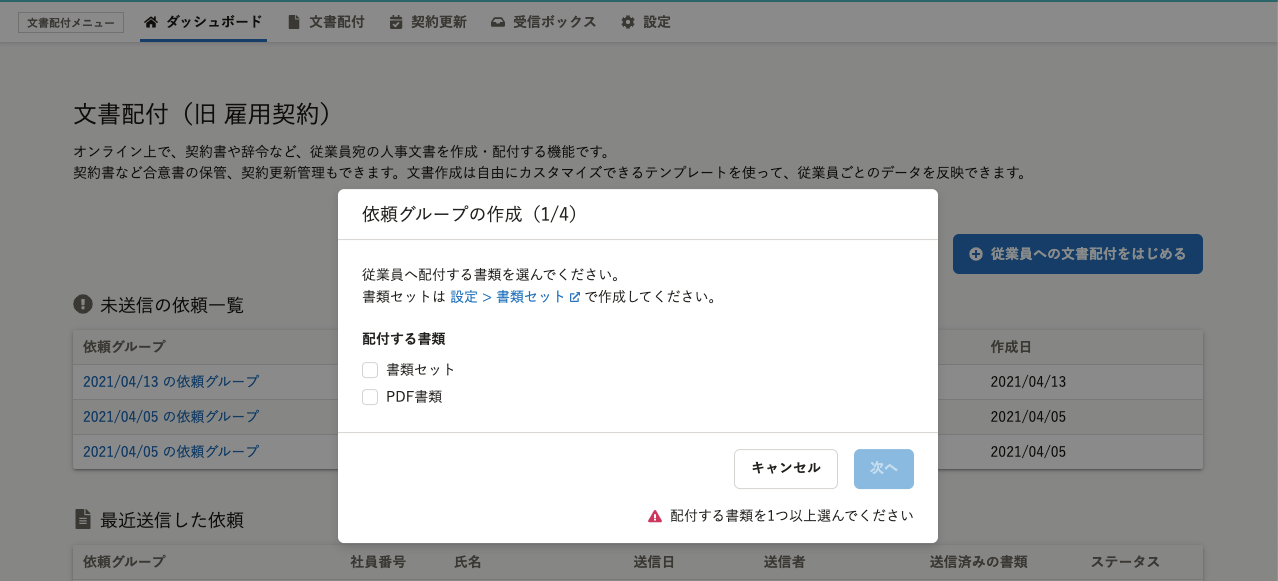 文書配付メニュー ダッシュボード 文書配付 契約更新 受信ボックス 設定
文書配付（旧 雇用契約）
オンライン上で、契約書や辞令など、従業員宛の人事文書を作成・配付する機能です。
契約書など合意書の保管、契約更新管理もできます。文書作成は自由にカスタマイズできるテンプレートを使って、従業員ごとのデータを反映できます。
従業員への文書配付をはじめる
未送信の依頼一覧
依頼グループ 作成日
2021/04/13 の依頼グループ 2021/04/13
2021/04/05 の依頼グループ 2021/04/05
2021/04/05 の依頼グループ 2021/04/05
依頼グループの作成（1/4）
従業員へ配付する書類を選んでください。
書類セットは 設定 > 書類セット で作成してください。
配付する書類
書類セット
PDF書類
キャンセル 次へ
配付する書類を1つ以上選んでください
最近送信した依頼
依頼グループ 社員番号 氏名 送信日 送信者 送信済みの書類 ステータス